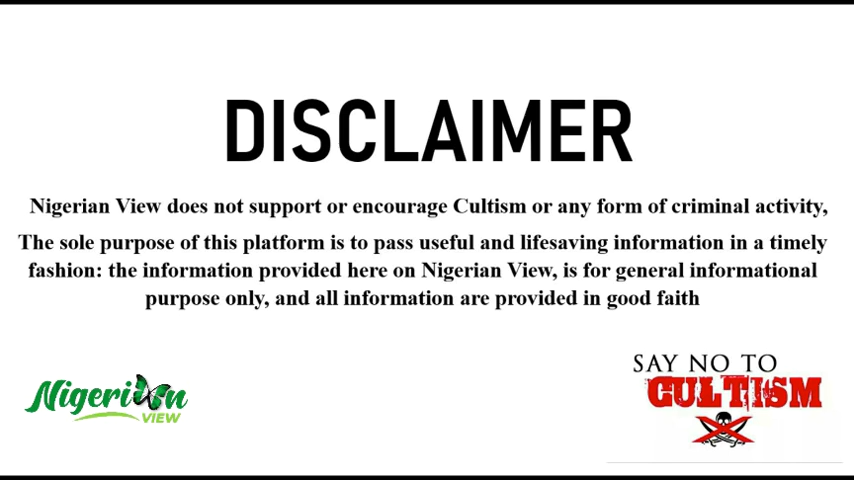 DISCLAIMER
Nigerian View does not support or encourage Cultism or any form of criminal activity,
The sole purpose of this platform is to pass useful and lifesaving information in a timely
fashion: the information provided here on Nigerian View, is for general informational
purpose only, and all information are provided in good faith
Nigerian
VIEW
SAY NO TO
CULTISM